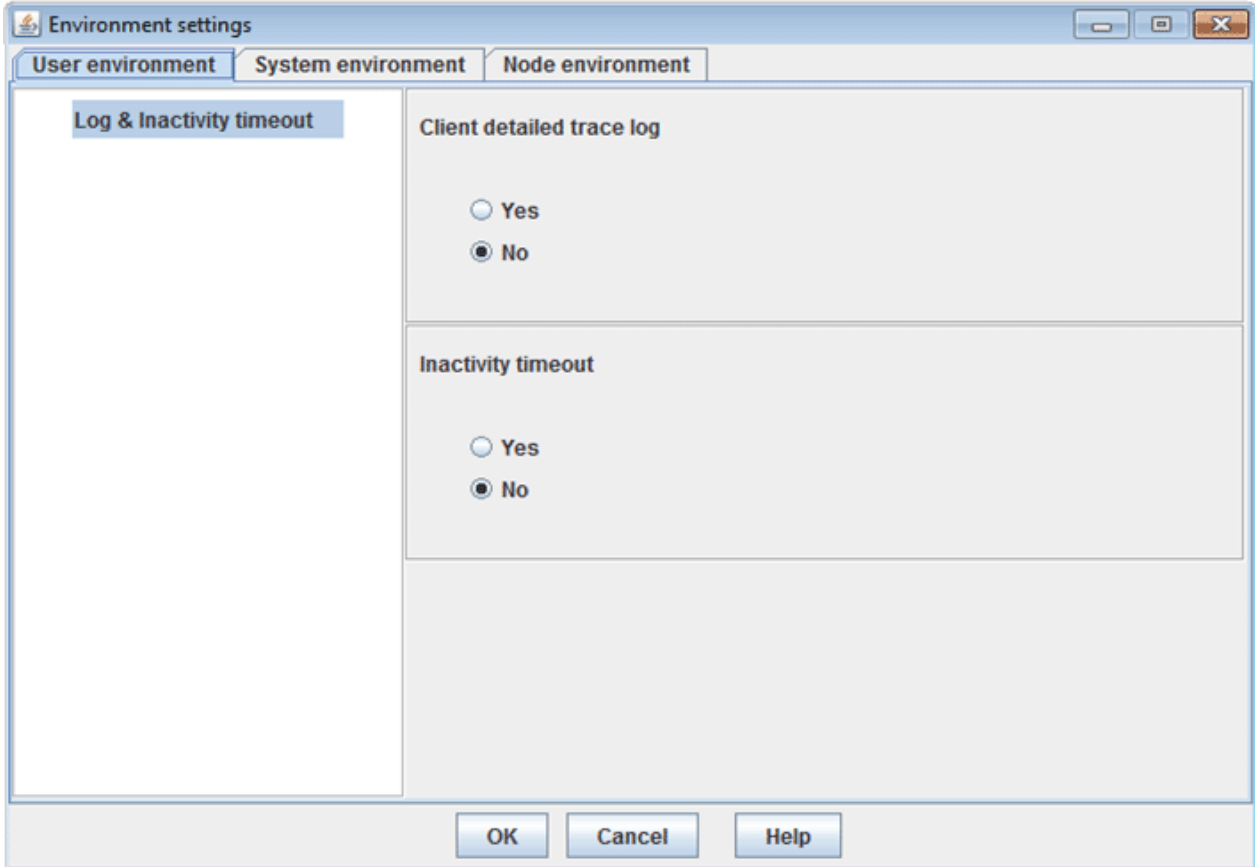 Environment settings
User environment System environment Node environment
Log & Inactivity timeout
Client detailed trace log
Yes
No
Inactivity timeout
Yes
No
OK Cancel Help